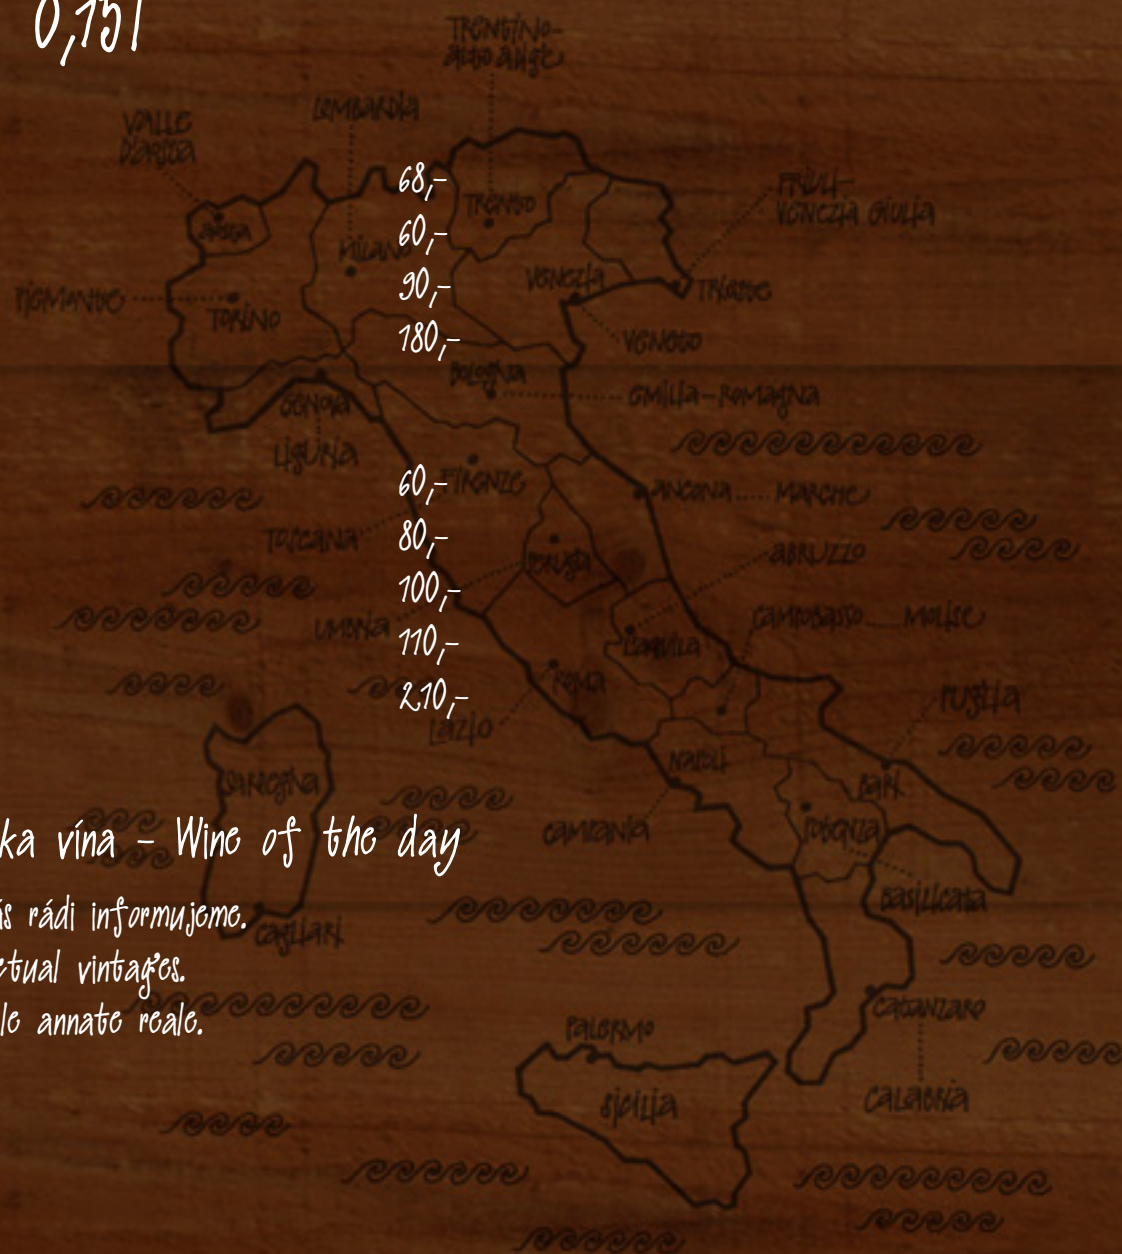 0,15l
TRENTINO-
ALTO ADIGE
LOMBARDIA
VALLE
D'AOSTA
68,-
FRIULI-
VENEZIA GIULIA
TRENTO
AOSTA
60,-
MILANO
VENEZIA
90,-
TRIESTE
PIEMONTE
TORINO
180,-
VENETO
BOLOGNA
EMILIA-ROMAGNA
GENOVA
LIGURIA
60,-
FIRENZE
ANCONA
MARCHE
TOSCANA
80,-
ABRUZZO
PERUGIA
100,-
CAMPOBASSO
MOLISE
UMBRIA
110,-
L'AQUILA
ROMA
210,-
PUGLIA
LAZIO
NAPOLI
SARDEGNA
BARI
ka vína - Wine of the day
CAMPANIA
POTENZA
BASILICATA
ás rádi informujeme.
CAGLIARI
ctual vintages.
le annate reale.
CATANZARO
PALERMO
SICILIA
CALABRIA